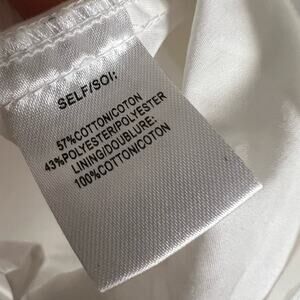 SELF/SOI:
57%COTTON/COTON
43%POLYESTER/POLYESTER
LINING/DOUBLURE:
100%COTTON/COTON